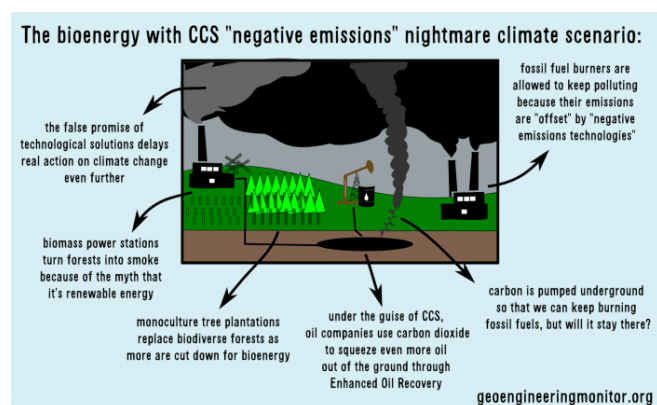 The bioenergy with CCS "negative emissions" nightmare climate scenario:
the false promise of
technological solutions delays
real action on climate change
even further
fossil fuel burners are
allowed to keep polluting
because their emissions
are "offset" by "negative
emissions technologies"
biomass power stations
turn forests into smoke
because of the myth that
it's renewable energy
monoculture tree plantations
replace biodiverse forests as
more are cut down for bioenergy
under the guise of CCS,
oil companies use carbon dioxide
to squeeze even more oil
out of the ground through
Enhanced Oil Recovery
carbon is pumped underground
so that we can keep burning
fossil fuels, but will it stay there?
geoengineeringmonitor.org